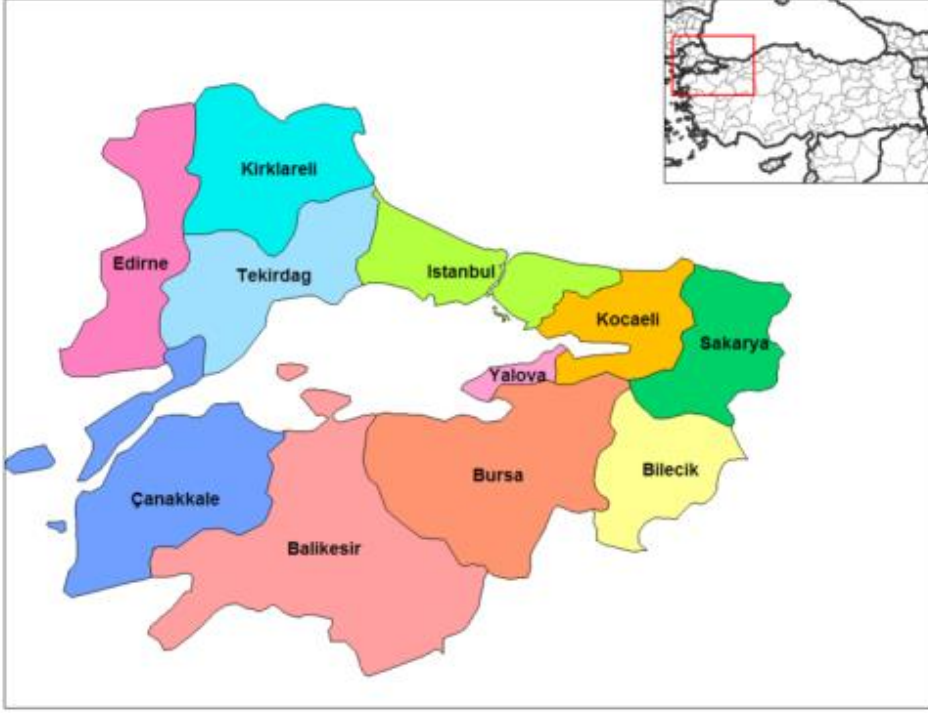 Kirklareli
Edirne
Tekirdag
Istanbul
Kocaeli
Sakarya
Yalova
Çanakkale
Bursa
Bilecik
Balikesir